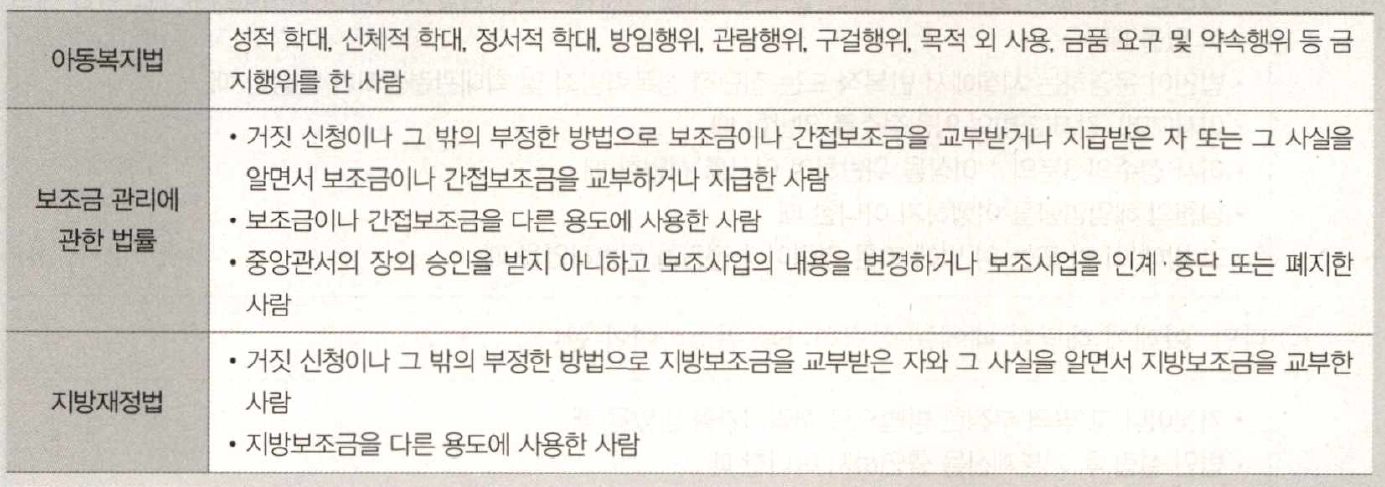 아동복지법
성적 학대, 신체적 학대, 정서적 학대, 방임행위, 관람행위, 구걸행위, 목적 외 사용, 금품 요구 및 약속행위 등 금
지행위를 한 사람
보조금 관리에
관한 법률
• 거짓 신청이나 그 밖의 부정한 방법으로 보조금이나 간접보조금을 교부받거나 지급받은 자 또는 그 사실을
알면서 보조금이나 간접보조금을 교부하거나 지급한 사람
• 보조금이나 간접보조금을 다른 용도에 사용한 사람
• 중앙관서의 장의 승인을 받지 아니하고 보조사업의 내용을 변경하거나 보조사업을 인계·중단 또는 폐지한
사람
지방재정법
• 거짓 신청이나 그 밖의 부정한 방법으로 지방보조금을 교부받은 자와 그 사실을 알면서 지방보조금을 교부한
사람
• 지방보조금을 다른 용도에 사용한 사람